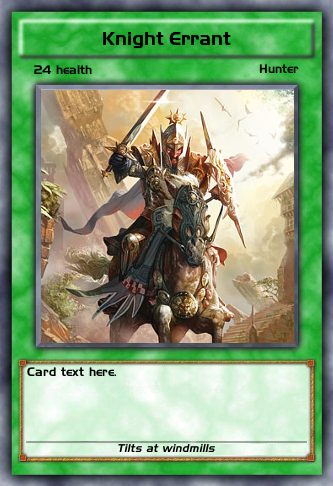 Knight Errant
24 health
Hunter
Card text here.
Tilts at windmills